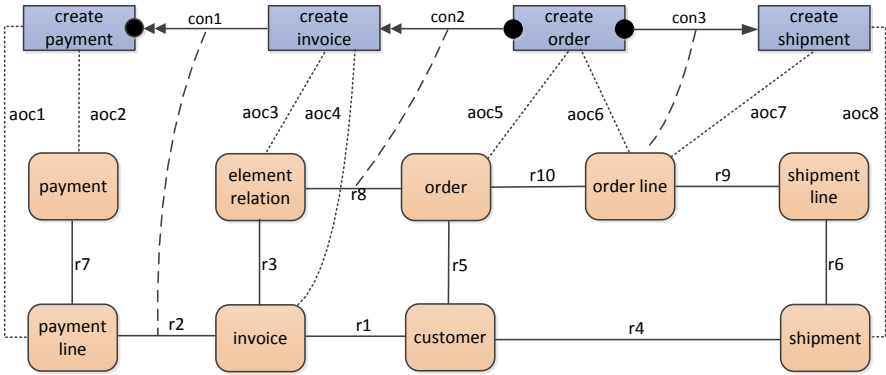 create
payment
con1
create
invoice
con2
create
order
con3
create
shipment
aoc1
aoc2
aoc3
aoc4
aoc5
aoc6
aoc7
aoc8
payment
element
relation
r8
order
r10
order line
r9
shipment
line
r7
r3
r5
r6
payment
line
r2
invoice
r1
customer
r4
shipment